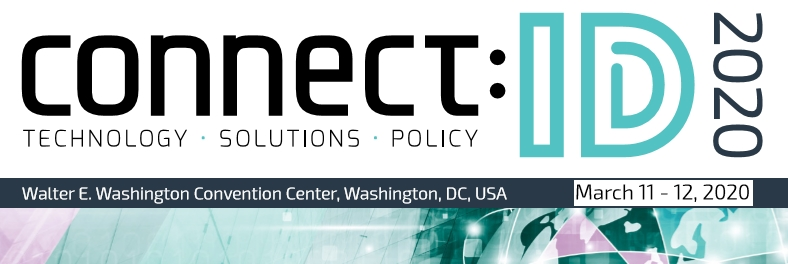 connect:ID 2020
TECHNOLOGY · SOLUTIONS · POLICY
Walter E. Washington Convention Center, Washington, DC, USA
March 11 - 12, 2020